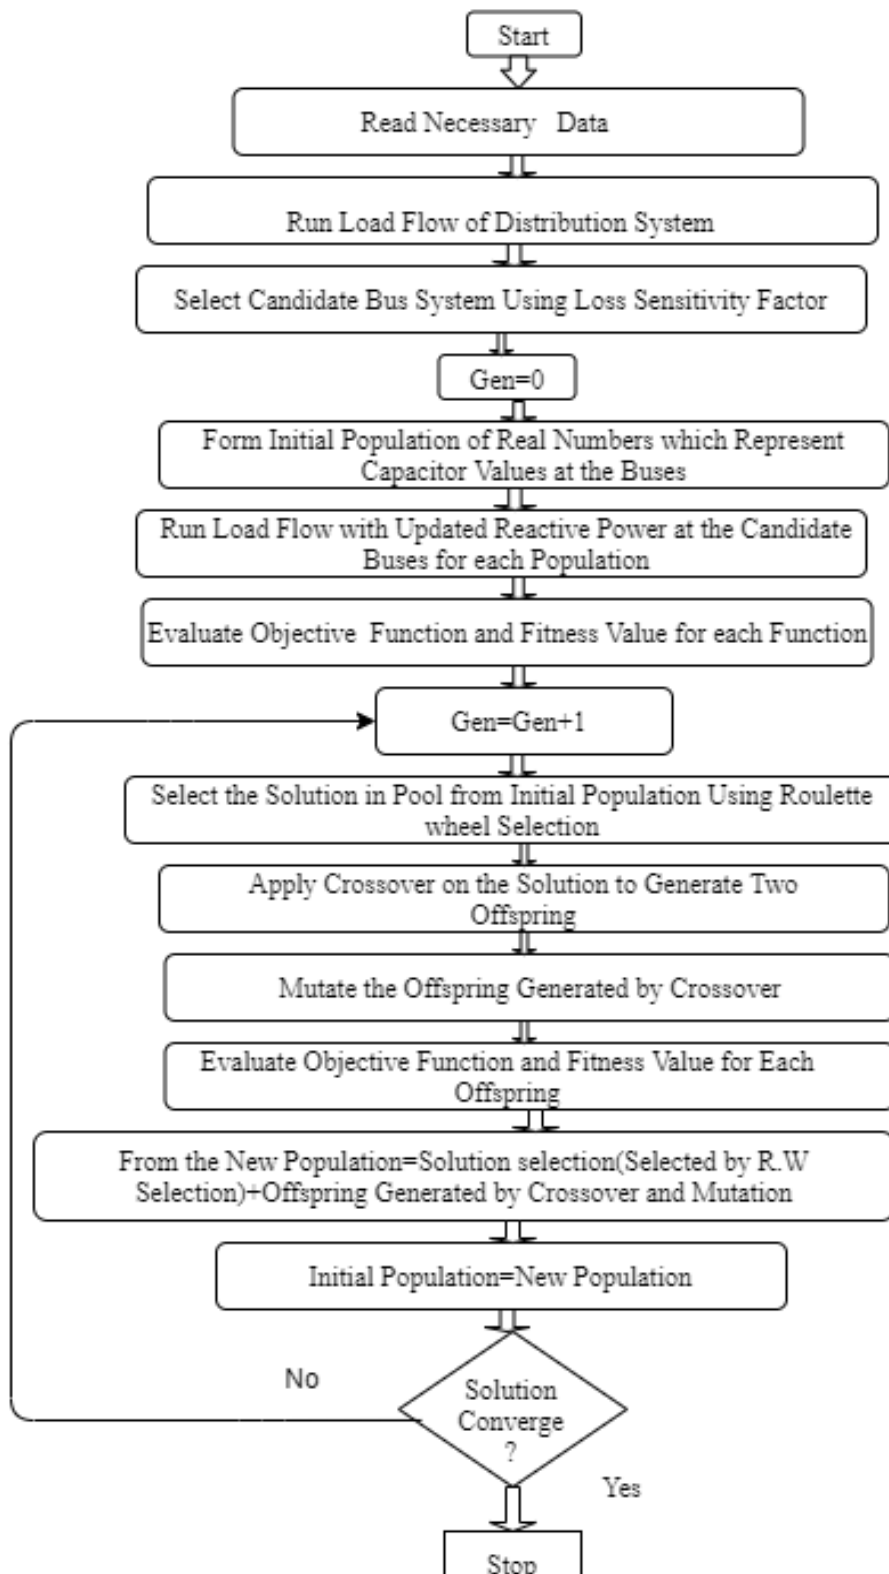 Start
Read Necessary Data
Run Load Flow of Distribution System
Select Candidate Bus System Using Loss Sensitivity Factor
Gen=0
Form Initial Population of Real Numbers which Represent
Capacitor Values at the Buses
Run Load Flow with Updated Reactive Power at the Candidate
Buses for each Population
Evaluate Objective Function and Fitness Value for each Function
Gen=Gen+1
Select the Solution in Pool from Initial Population Using Roulette
wheel Selection
Apply Crossover on the Solution to Generate Two
Offspring
Mutate the Offspring Generated by Crossover
Evaluate Objective Function and Fitness Value for Each
Offspring
From the New Population=Solution selection(Selected by R.W
Selection)+Offspring Generated by Crossover and Mutation
Initial Population=New Population
No
Solution
Converge
?
Yes
Stop